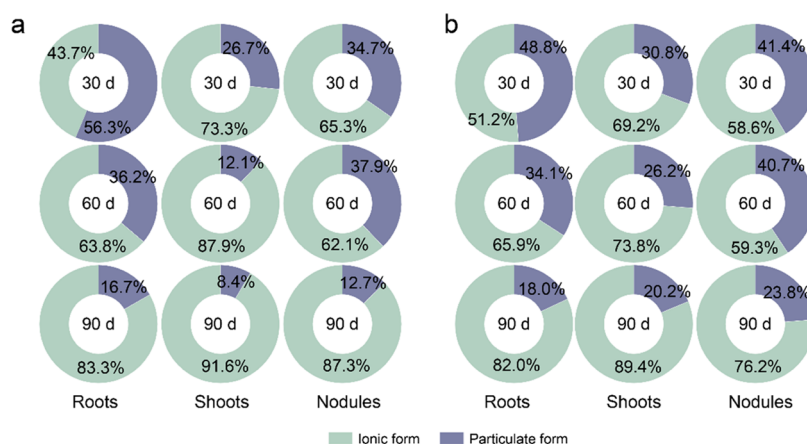 a
43.7%
30 d
56.3%
26.7%
30 d
73.3%
34.7%
30 d
65.3%
36.2%
60 d
63.8%
12.1%
60 d
87.9%
37.9%
60 d
62.1%
16.7%
90 d
83.3%
8.4%
90 d
91.6%
12.7%
90 d
87.3%
Roots Shoots Nodules
b
48.8%
30 d
51.2%
30.8%
30 d
69.2%
41.4%
30 d
58.6%
34.1%
60 d
65.9%
26.2%
60 d
73.8%
40.7%
60 d
59.3%
18.0%
90 d
82.0%
20.2%
90 d
89.4%
23.8%
90 d
76.2%
Roots Shoots Nodules
Ionic form Particulate form